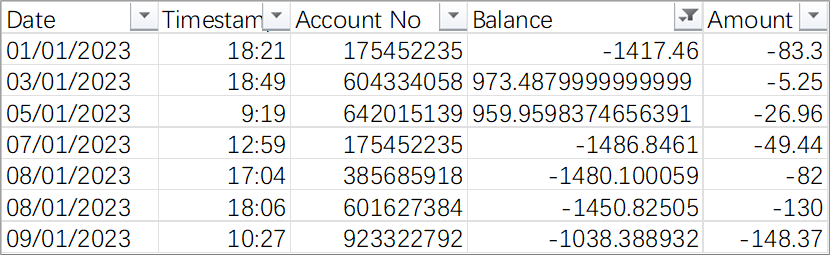 Date Timestam Account No Balance Amount
01/01/2023 18:21 175452235 -1417.46 -83.3
03/01/2023 18:49 604334058 973.4879999999999 -5.25
05/01/2023 9:19 642015139 959.9598374656391 -26.96
07/01/2023 12:59 175452235 -1486.8461 -49.44
08/01/2023 17:04 385685918 -1480.100059 -82
08/01/2023 18:06 601627384 -1450.82505 -130
09/01/2023 10:27 923322792 -1038.388932 -148.37